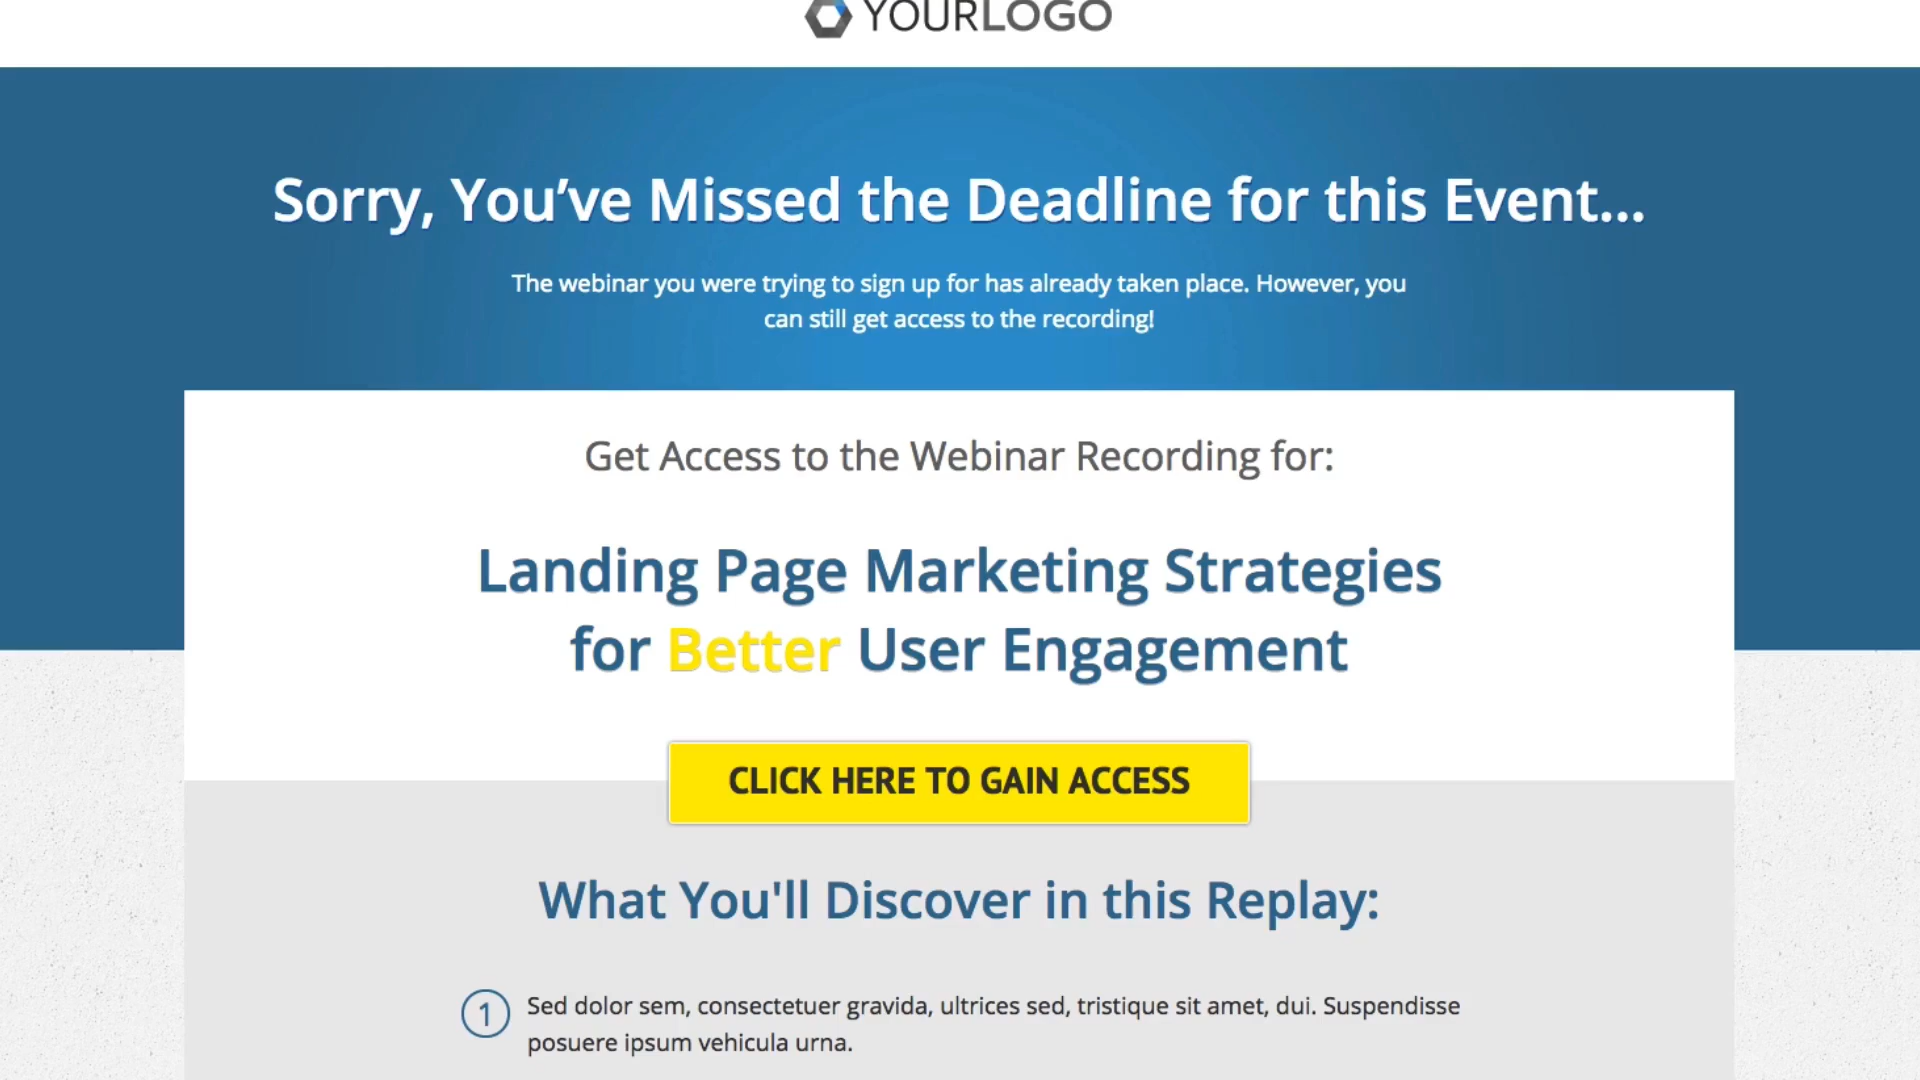 YOURLOGO
Sorry, You’ve Missed the Deadline for this Event...
The webinar you were trying to sign up for has already taken place. However, you
can still get access to the recording!
Get Access to the Webinar Recording for:
Landing Page Marketing Strategies
for Better User Engagement
CLICK HERE TO GAIN ACCESS
What You'll Discover in this Replay:
1 Sed dolor sem, consectetuer gravida, ultrices sed, tristique sit amet, dui. Suspendisse
posuere ipsum vehicula urna.